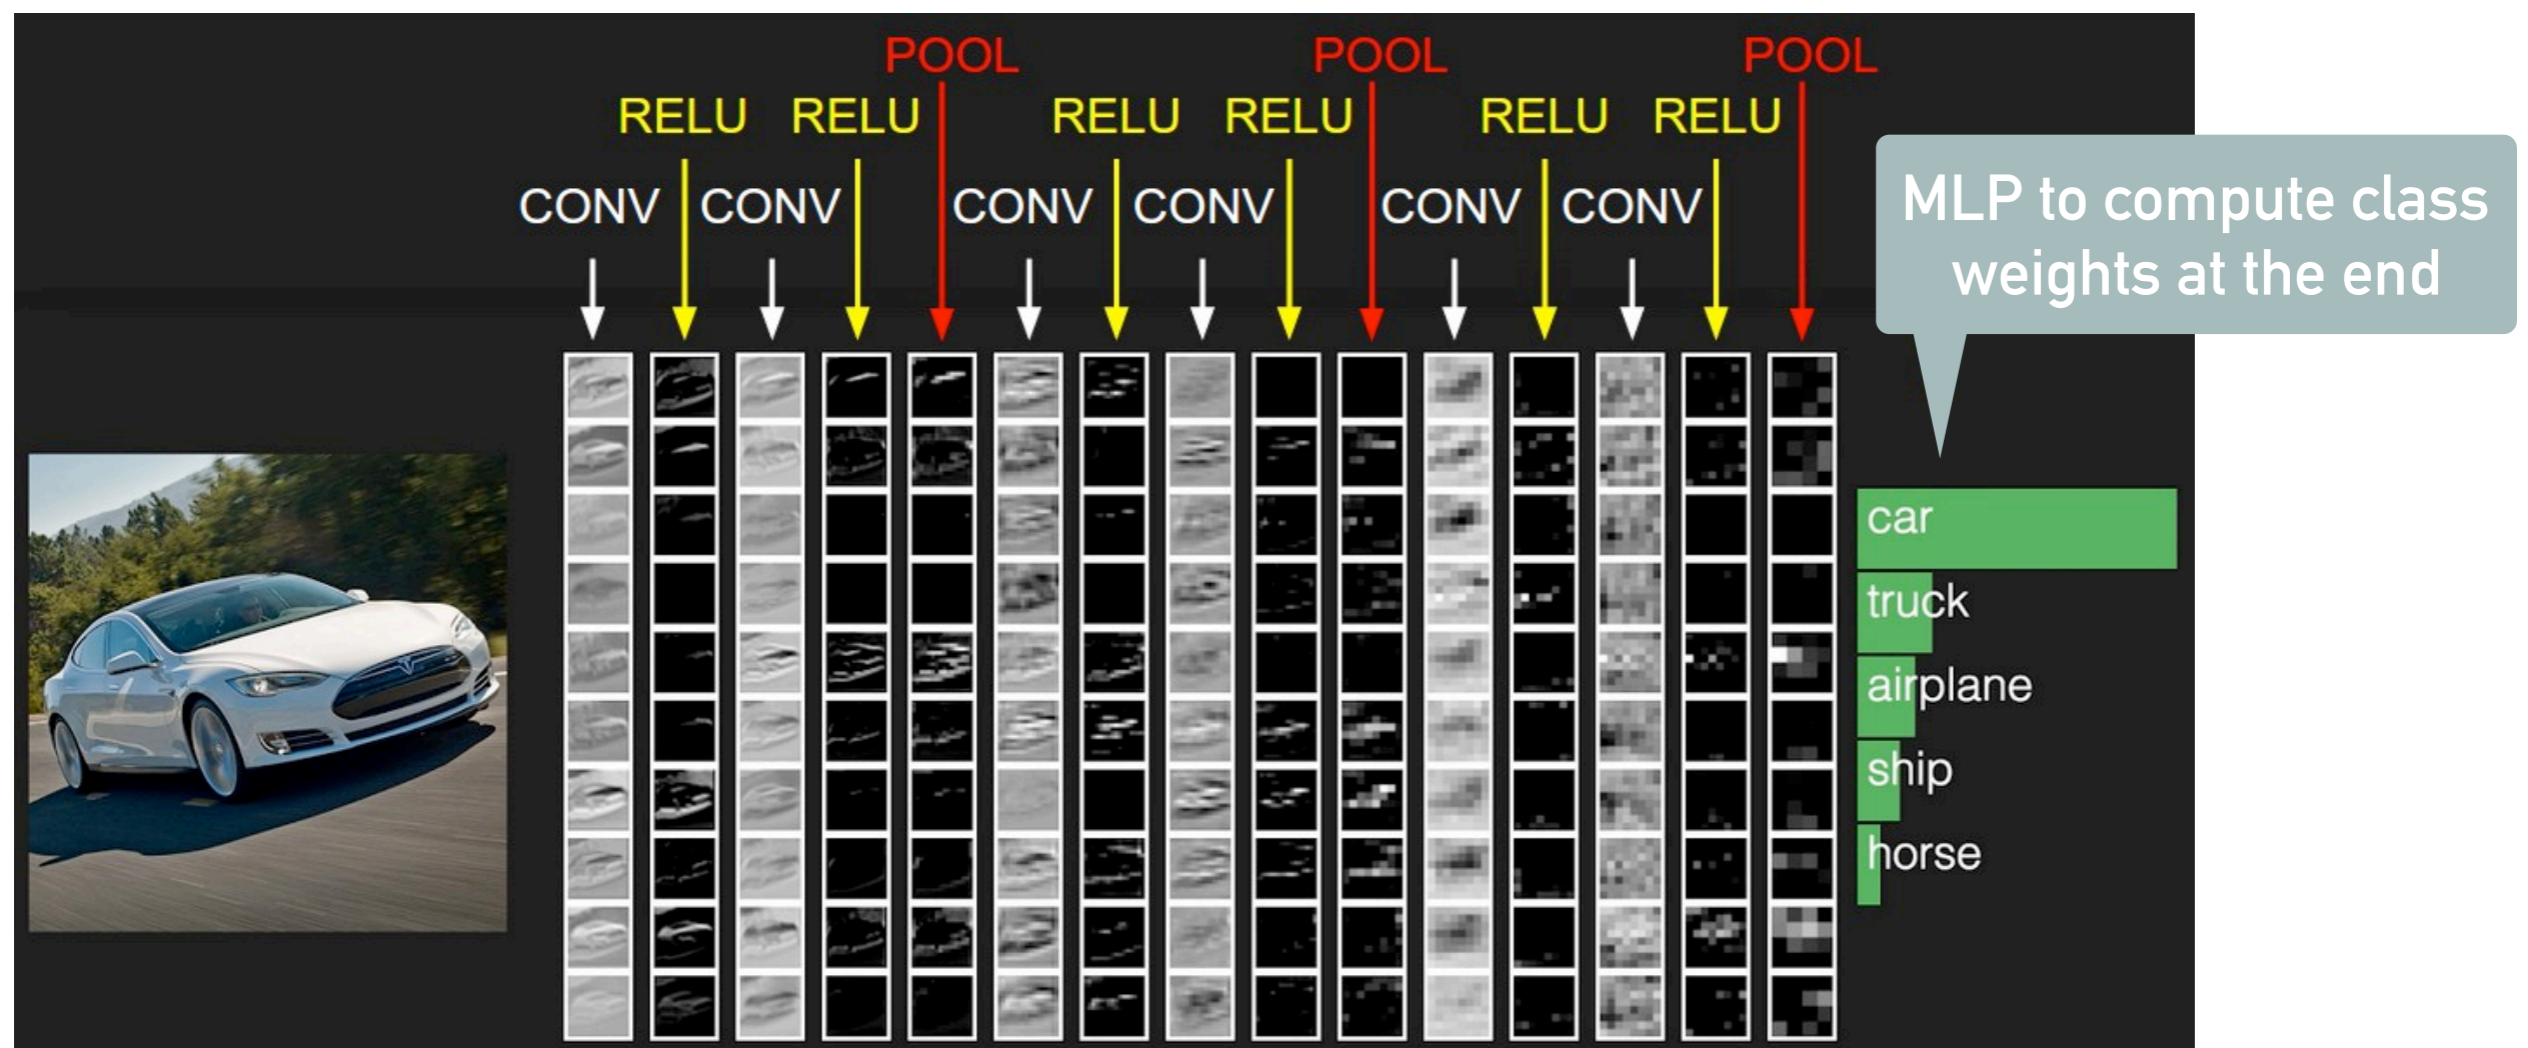 POOL POOL POOL
RELU RELU RELU RELU RELU RELU
CONV CONV CONV CONV CONV CONV
MLP to compute class
weights at the end
car
truck
airplane
ship
horse